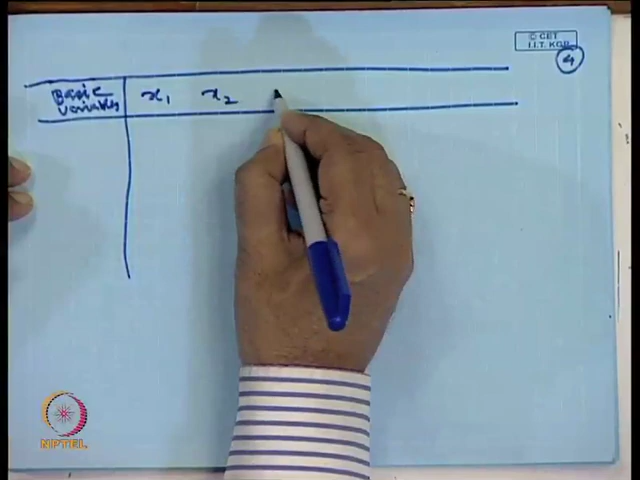 © CET
I.I.T. KGP
4
Basic x₁ x₂
variables
NPTEL